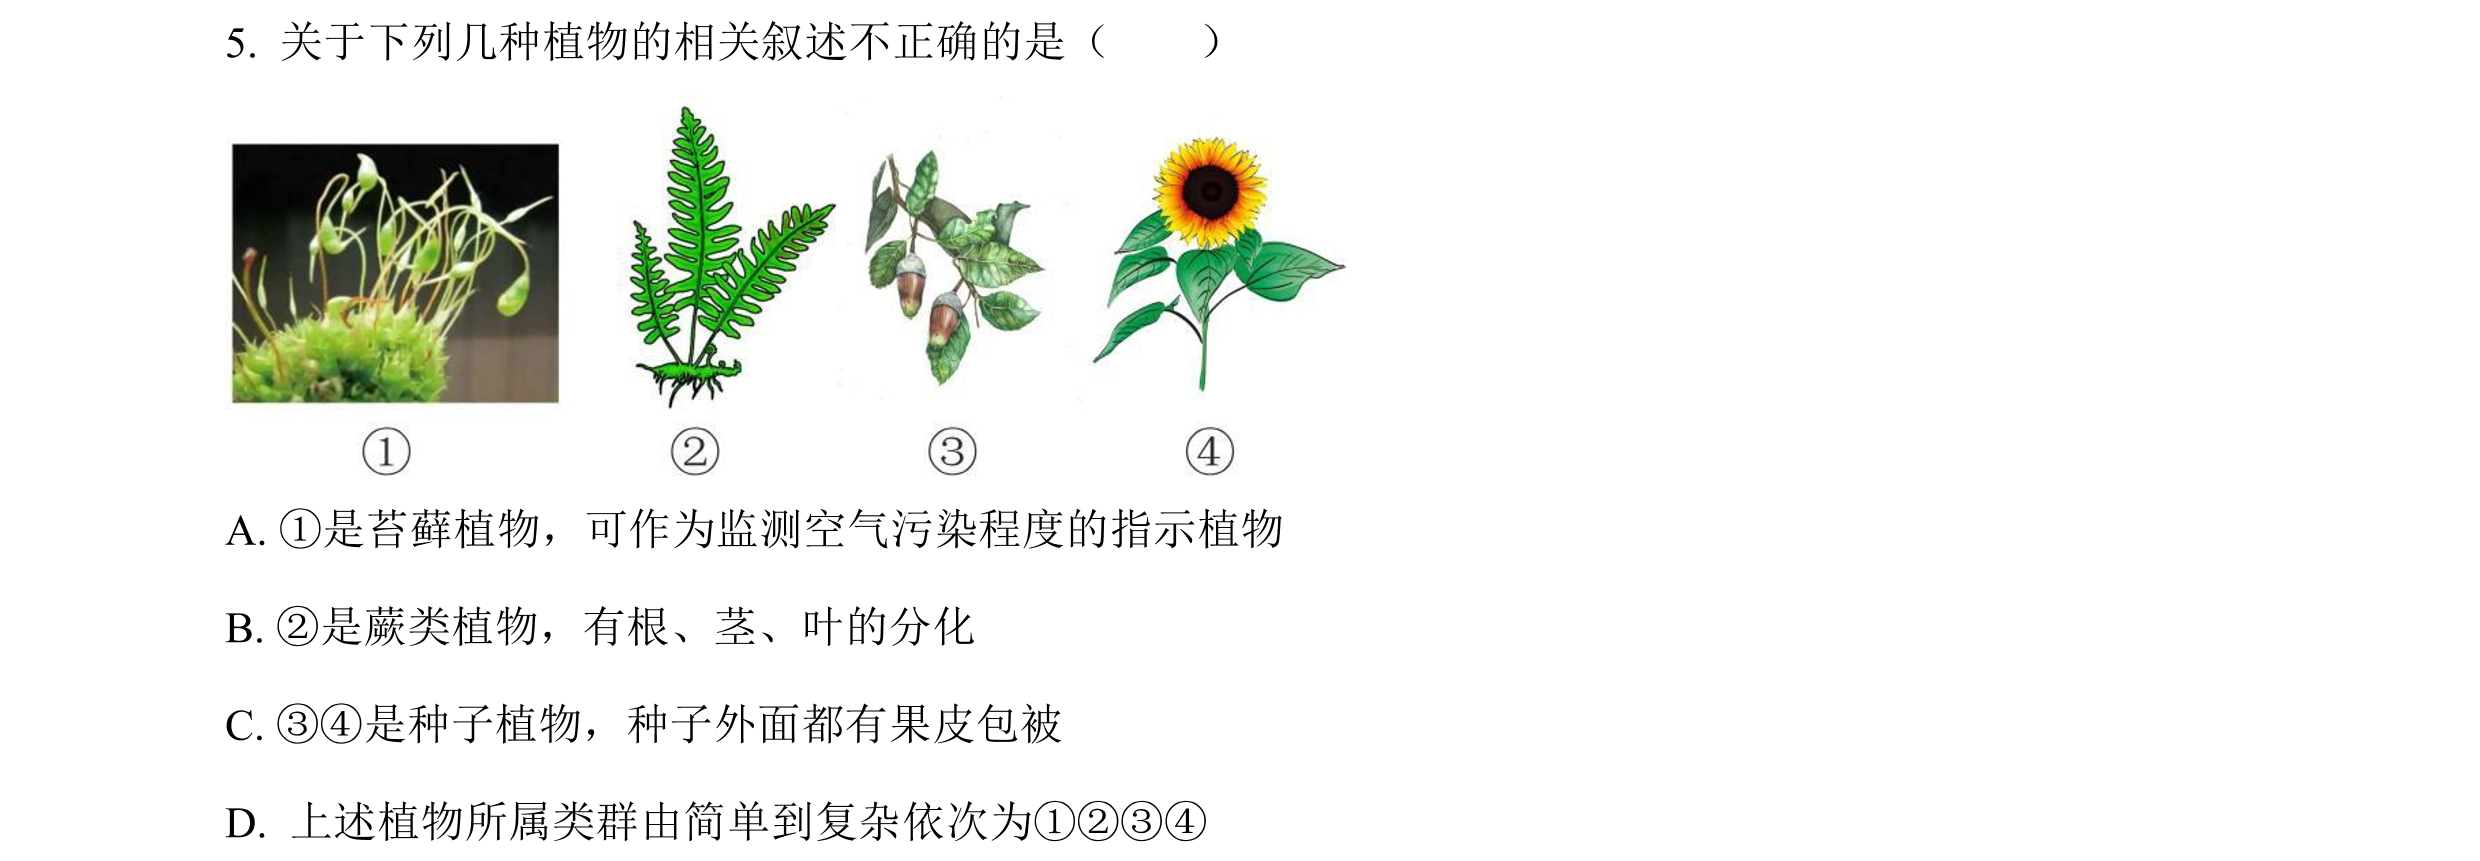 5. 关于下列几种植物的相关叙述不正确的是（　　）
① ② ③ ④
A. ①是苔藓植物，可作为监测空气污染程度的指示植物
B. ②是蕨类植物，有根、茎、叶的分化
C. ③④是种子植物，种子外面都有果皮包被
D. 上述植物所属类群由简单到复杂依次为①②③④